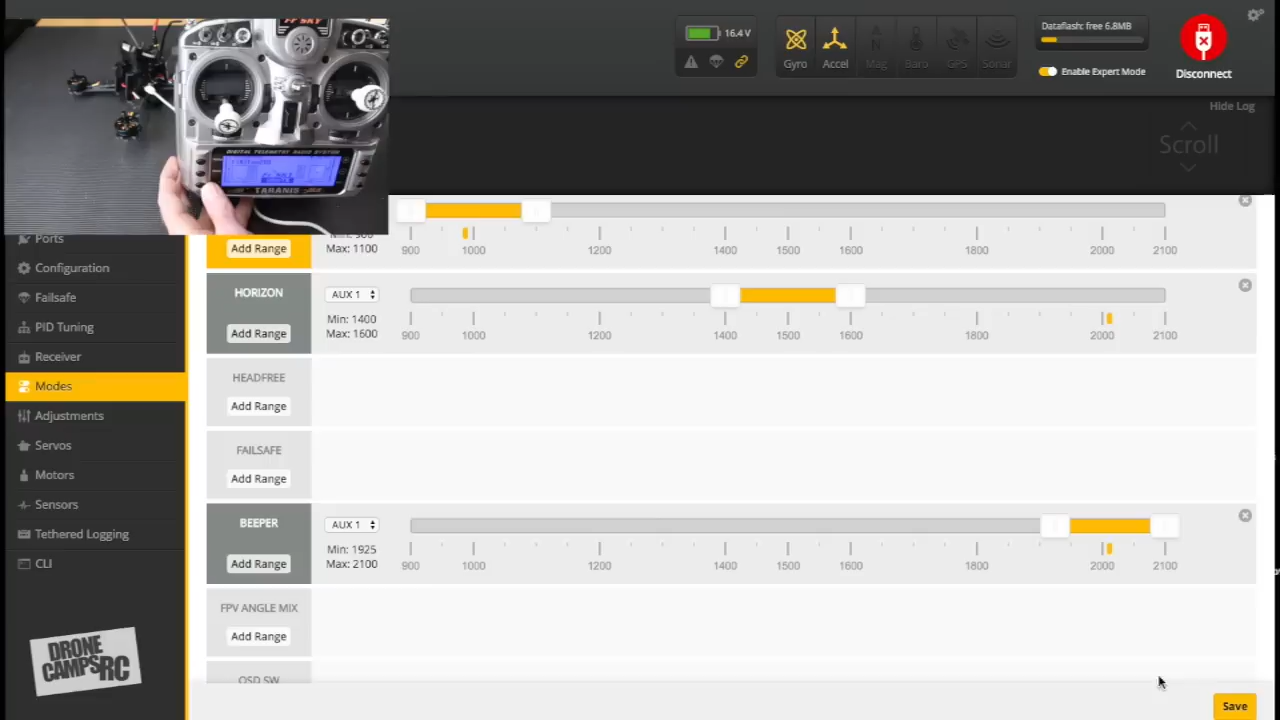 FrSKY
DIGITAL TELEMETRY RADIO SYSTEM
TARANIS
16.4 V
Gyro
Accel
Mag
Baro
GPS
Sonar
Dataflash: free 6.8MB
Enable Expert Mode
Disconnect
Hide Log
Scroll
Ports
Configuration
Failsafe
PID Tuning
Receiver
Modes
Adjustments
Servos
Motors
Sensors
Tethered Logging
CLI
DRONE
CAMPSRC
Add Range
Min: 900
Max: 1100
900 1000 1200 1400 1500 1600 1800 2000 2100
HORIZON
AUX 1
Add Range
Min: 1400
Max: 1600
900 1000 1200 1400 1500 1600 1800 2000 2100
HEADFREE
Add Range
FAILSAFE
Add Range
BEEPER
AUX 1
Add Range
Min: 1925
Max: 2100
900 1000 1200 1400 1500 1600 1800 2000 2100
FPV ANGLE MIX
Add Range
OSD SW
Save